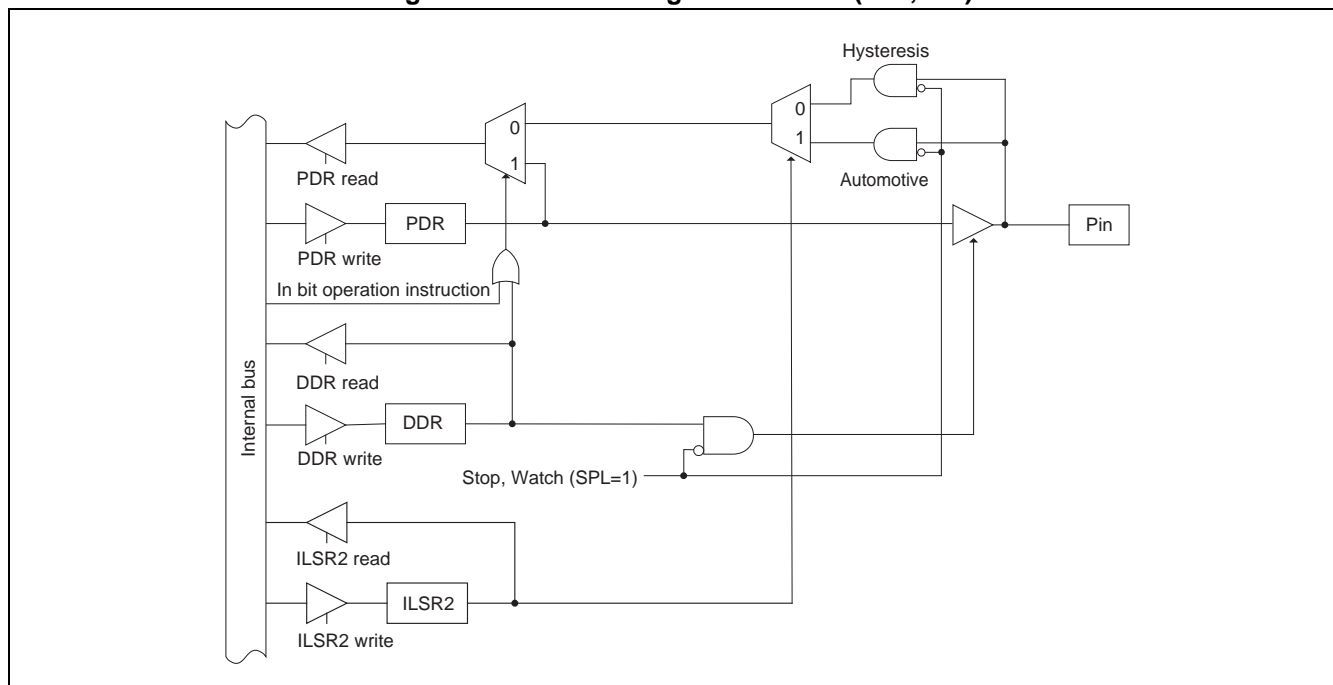 Hysteresis
0
1
0
1
Automotive
PDR read
PDR
Pin
PDR write
In bit operation instruction
Internal bus
DDR read
DDR
DDR write
Stop, Watch (SPL=1)
ILSR2 read
ILSR2
ILSR2 write